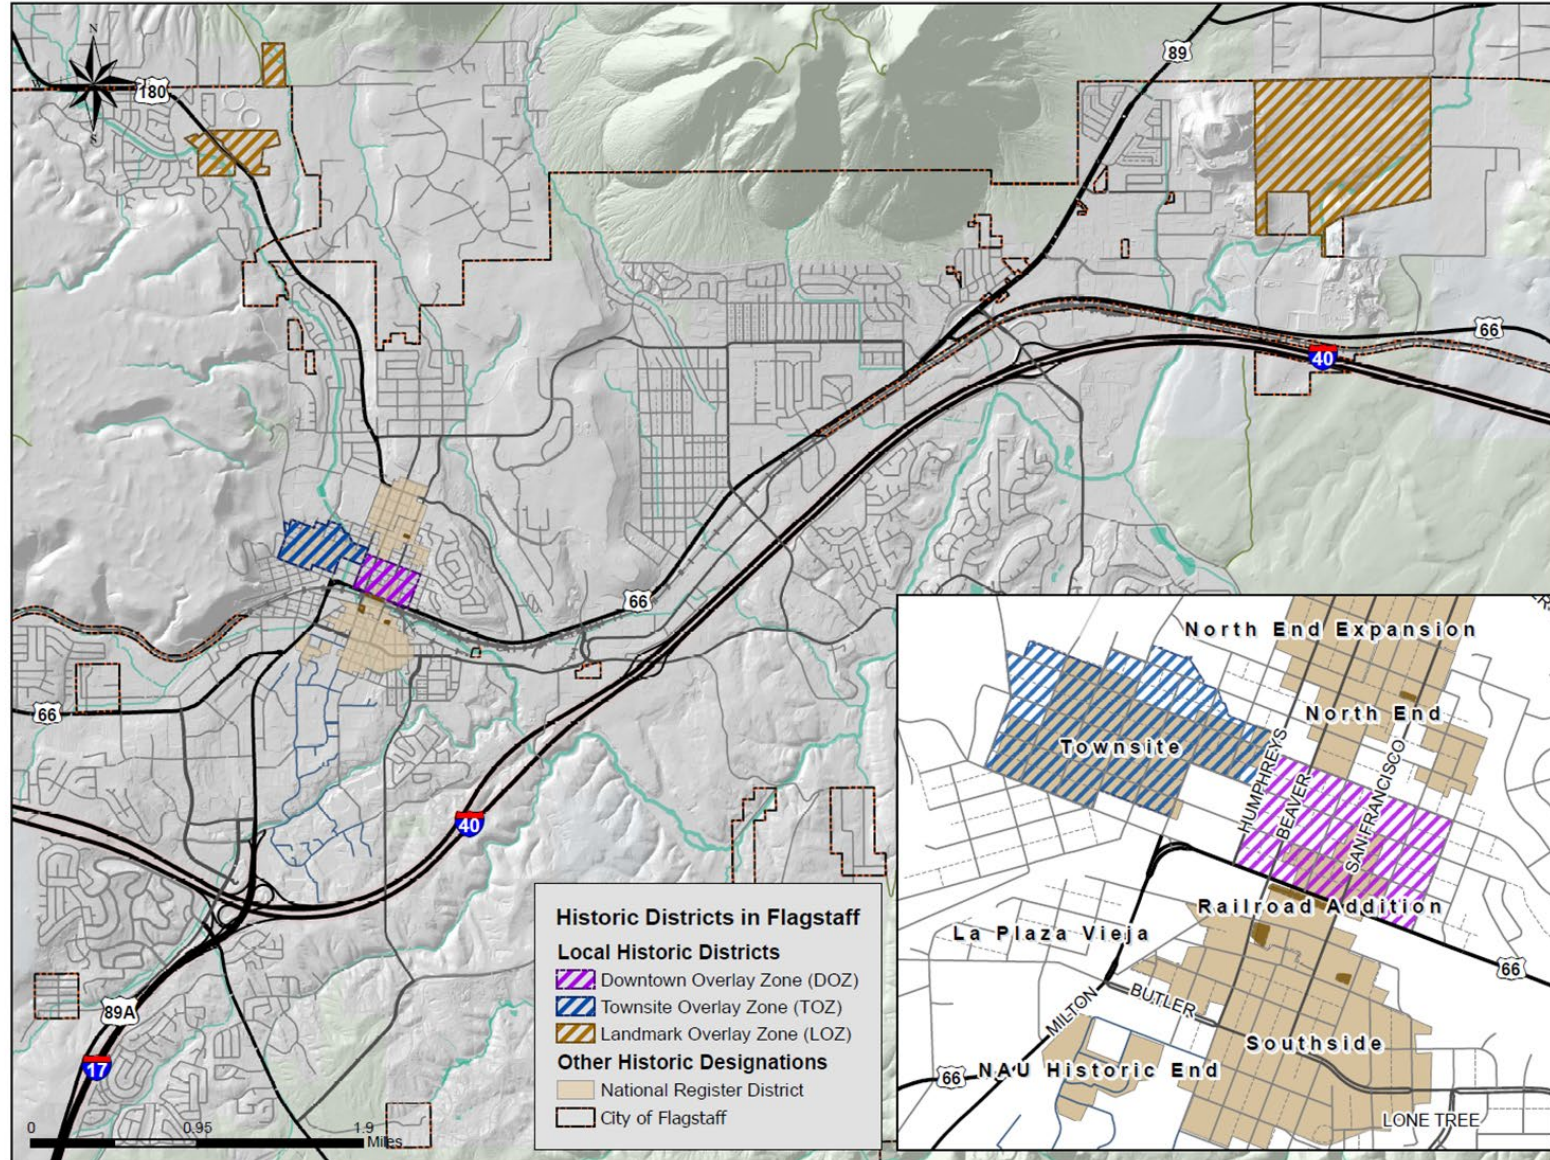 N
S
180
89
66
40
66
66
40
89A
17
0 0.95 1.9
Miles
Historic Districts in Flagstaff
Local Historic Districts
Downtown Overlay Zone (DOZ)
Townsite Overlay Zone (TOZ)
Landmark Overlay Zone (LOZ)
Other Historic Designations
National Register District
City of Flagstaff
North End Expansion
North End
Townsite
HUMPHREYS
BEAVER
SAN FRANCISCO
Railroad Addition
La Plaza Vieja
66
BUTLER
MILTON
Southside
66
NAU Historic End
LONE TREE